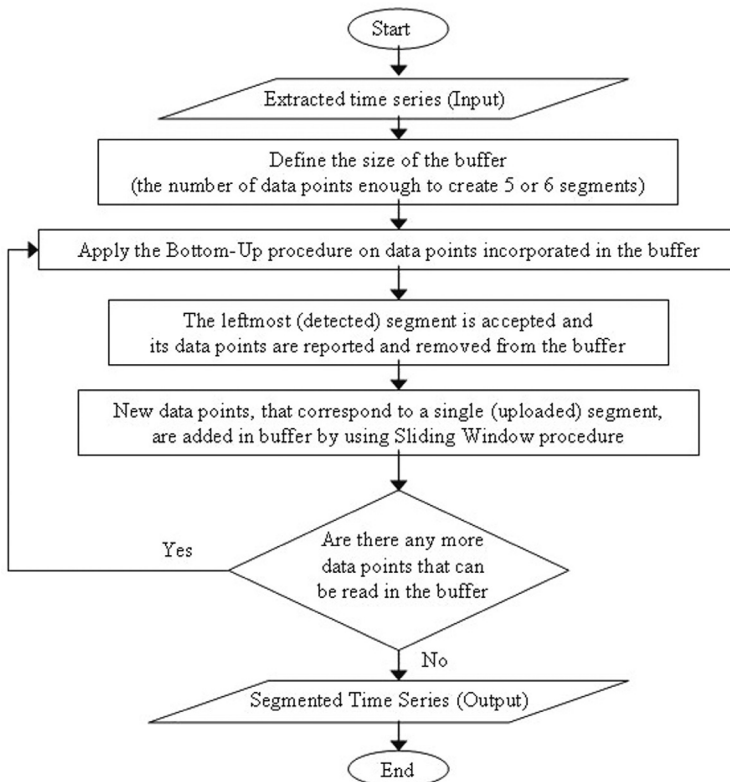 Start
Extracted time series (Input)
Define the size of the buffer
(the number of data points enough to create 5 or 6 segments)
Apply the Bottom-Up procedure on data points incorporated in the buffer
The leftmost (detected) segment is accepted and
its data points are reported and removed from the buffer
New data points, that correspond to a single (uploaded) segment,
are added in buffer by using Sliding Window procedure
Yes
Are there any more
data points that can
be read in the buffer
No
Segmented Time Series (Output)
End